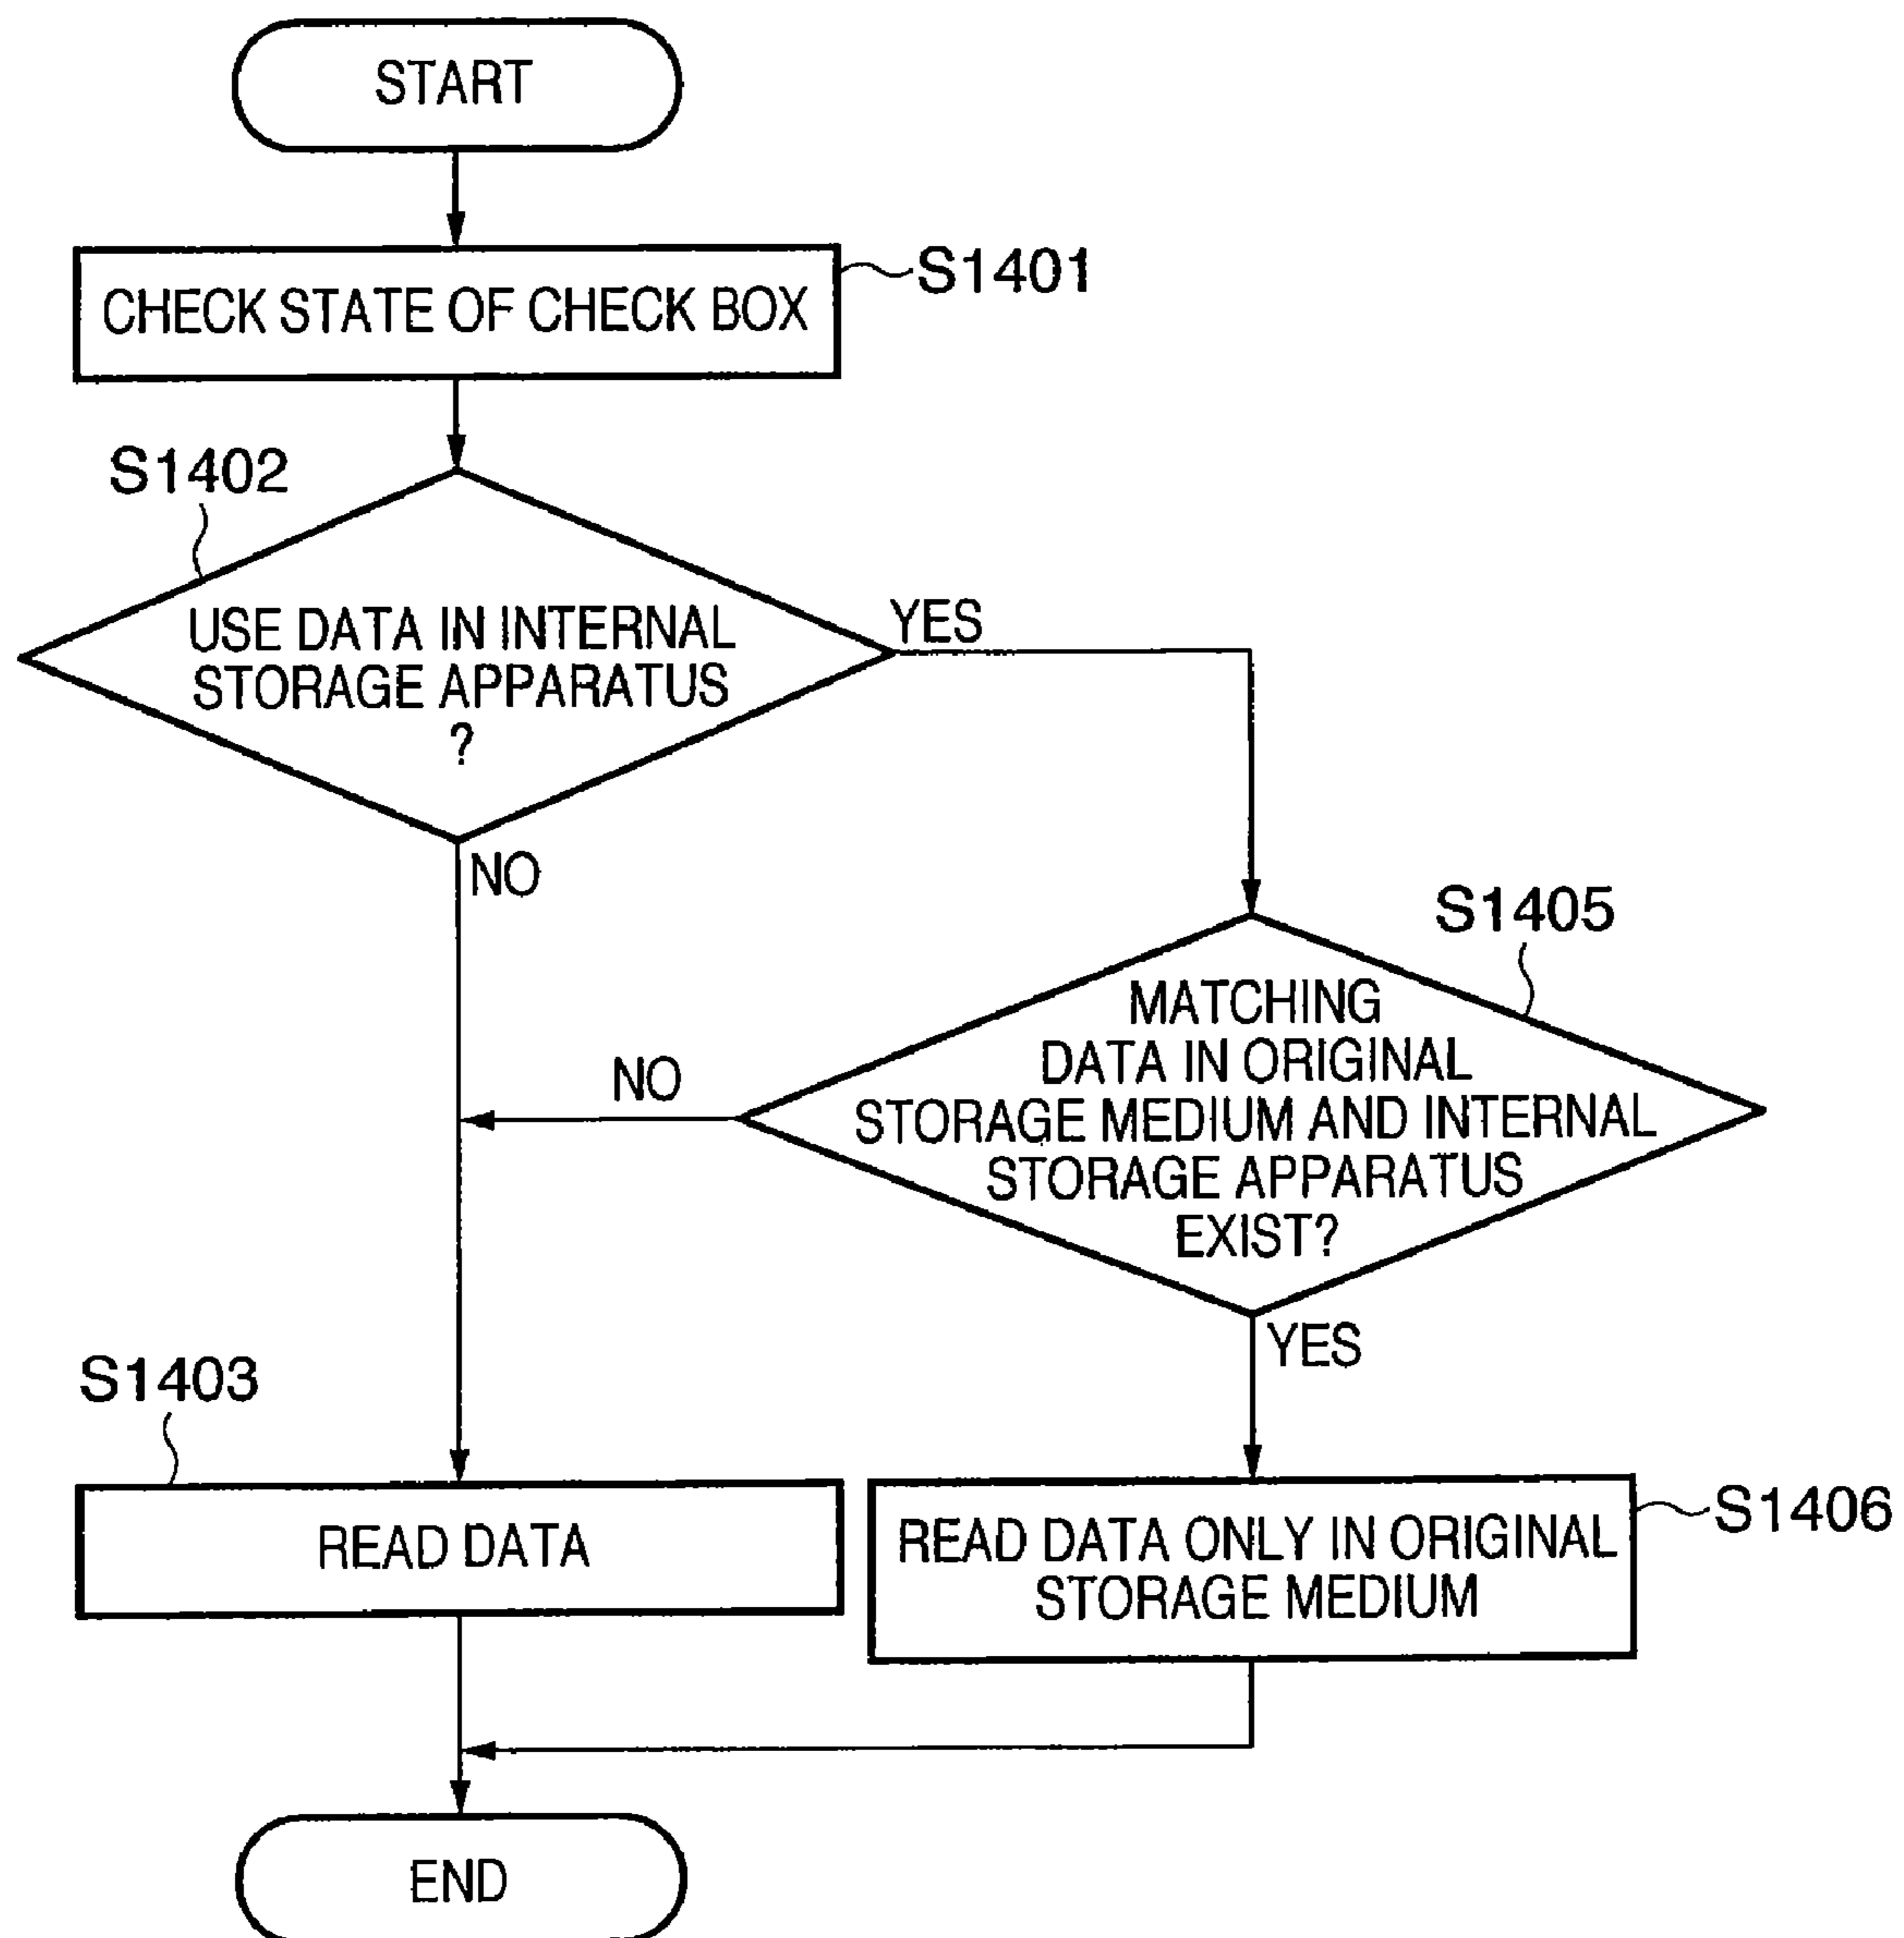 START
S1401
CHECK STATE OF CHECK BOX
S1402
USE DATA IN INTERNAL
STORAGE APPARATUS
?
YES
NO
S1405
MATCHING
DATA IN ORIGINAL
STORAGE MEDIUM AND INTERNAL
STORAGE APPARATUS
EXIST?
NO
YES
S1403
READ DATA
S1406
READ DATA ONLY IN ORIGINAL
STORAGE MEDIUM
END